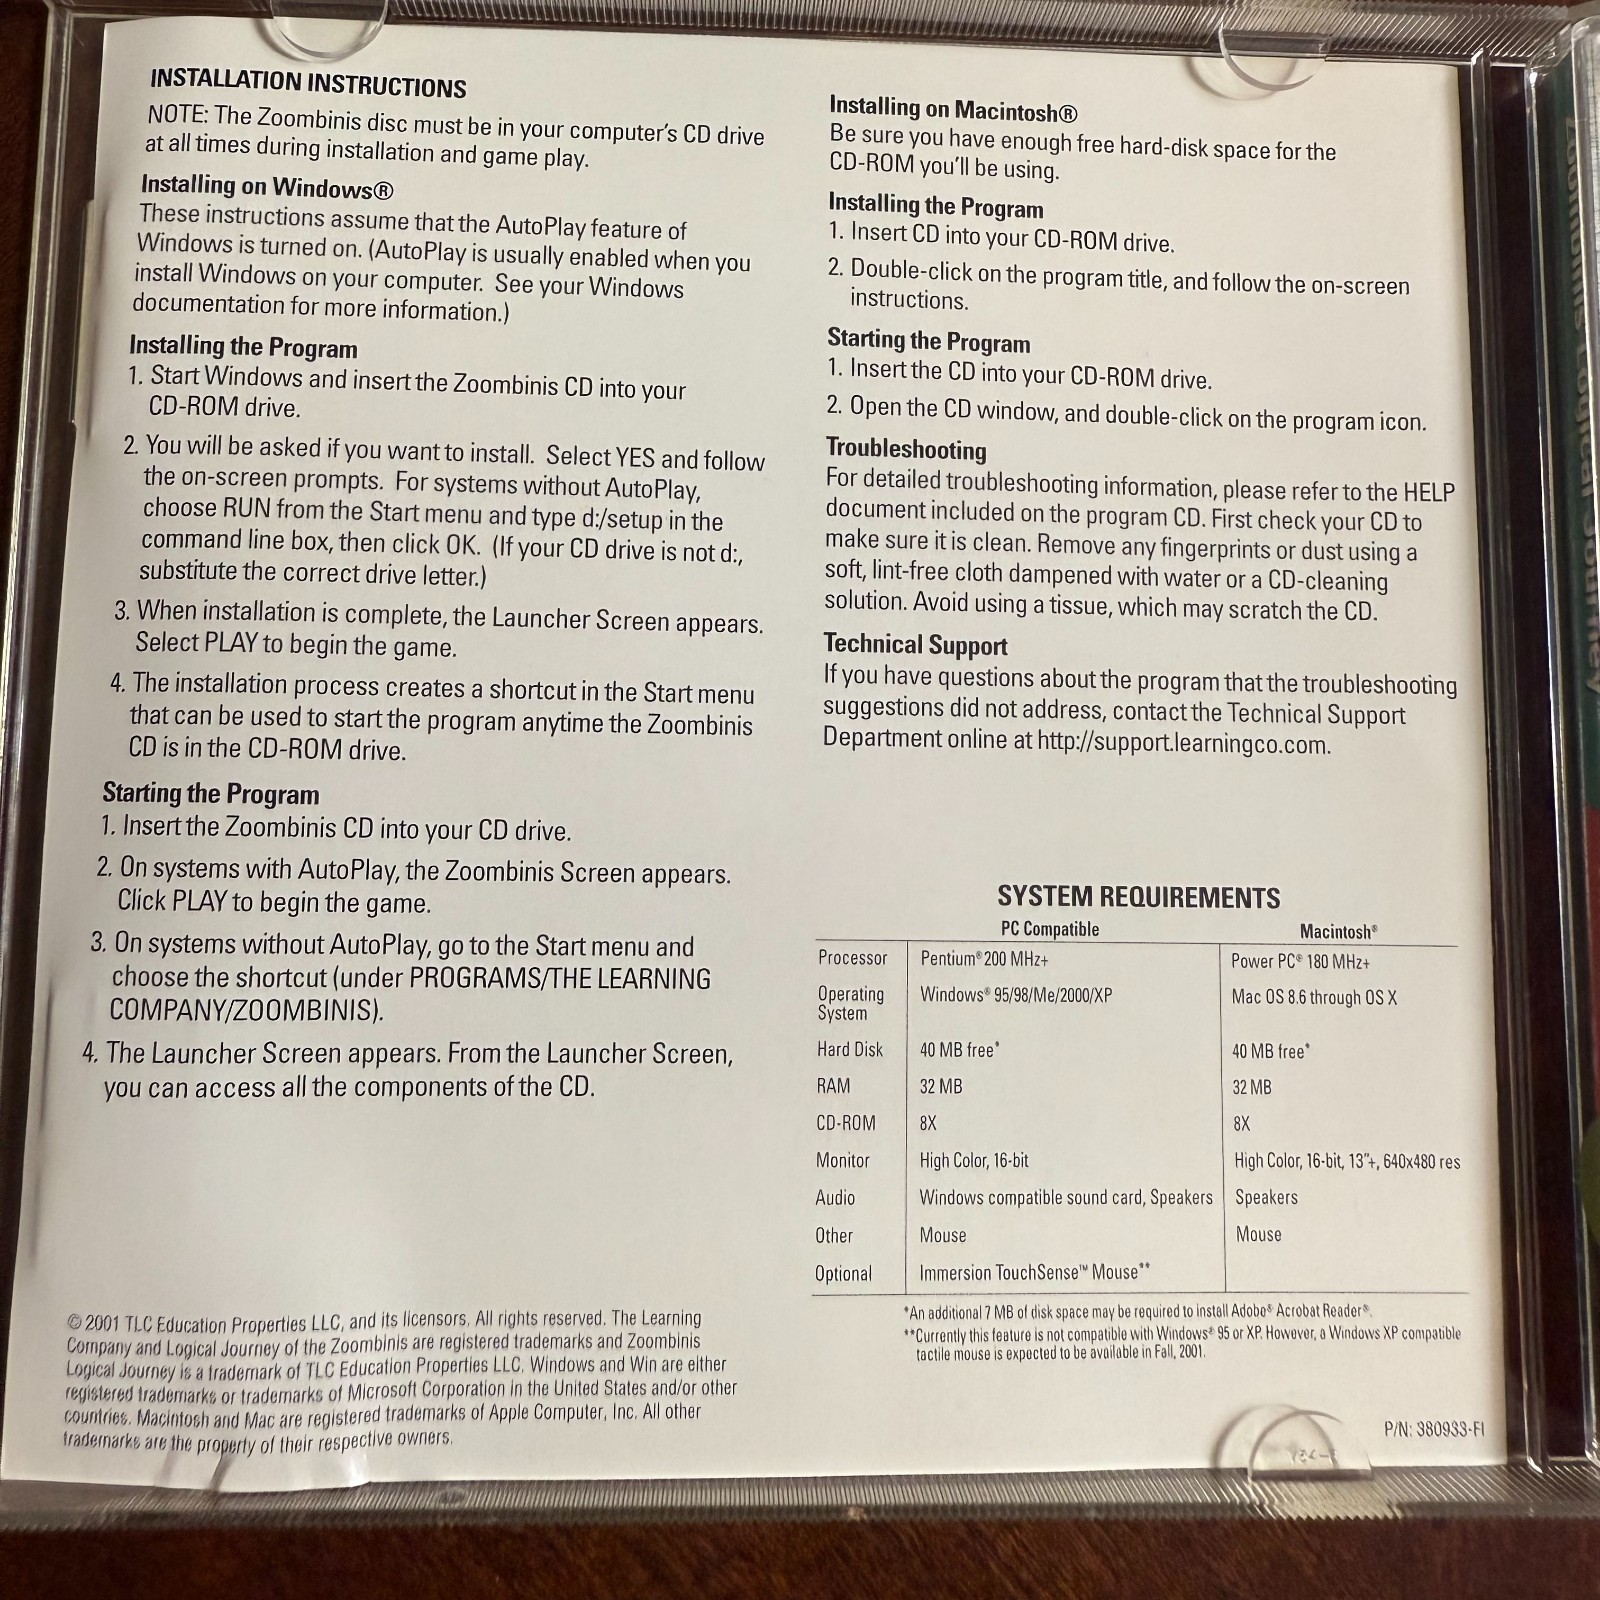 INSTALLATION INSTRUCTIONS
NOTE: The Zoombinis disc must be in your computer's CD drive
at all times during installation and game play.
Installing on Windows®
These instructions assume that the AutoPlay feature of
Windows is turned on. (AutoPlay is usually enabled when you
install Windows on your computer. See your Windows
documentation for more information.)
Installing the Program
1. Start Windows and insert the Zoombinis CD into your
CD-ROM drive.
2. You will be asked if you want to install. Select YES and follow
the on-screen prompts. For systems without AutoPlay,
choose RUN from the Start menu and type d:/setup in the
command line box, then click OK. (If your CD drive is not d:,
substitute the correct drive letter.)
3. When installation is complete, the Launcher Screen appears.
Select PLAY to begin the game.
4. The installation process creates a shortcut in the Start menu
that can be used to start the program anytime the Zoombinis
CD is in the CD-ROM drive.
Starting the Program
1. Insert the Zoombinis CD into your CD drive.
2. On systems with AutoPlay, the Zoombinis Screen appears.
Click PLAY to begin the game.
3. On systems without AutoPlay, go to the Start menu and
choose the shortcut (under PROGRAMS/THE LEARNING
COMPANY/ZOOMBINIS).
4. The Launcher Screen appears. From the Launcher Screen,
you can access all the components of the CD.
© 2001 TLC Education Properties LLC, and its licensors. All rights reserved. The Learning
Company and Logical Journey of the Zoombinis are registered trademarks and Zoombinis
Logical Journey is a trademark of TLC Education Properties LLC. Windows and Win are either
registered trademarks or trademarks of Microsoft Corporation in the United States and/or other
countries. Macintosh and Mac are registered trademarks of Apple Computer, Inc. All other
trademarks are the property of their respective owners.
Installing on Macintosh®
Be sure you have enough free hard-disk space for the
CD-ROM you'll be using.
Installing the Program
1. Insert CD into your CD-ROM drive.
2. Double-click on the program title, and follow the on-screen
instructions.
Starting the Program
1. Insert the CD into your CD-ROM drive.
2. Open the CD window, and double-click on the program icon.
Troubleshooting
For detailed troubleshooting information, please refer to the HELP
document included on the program CD. First check your CD to
make sure it is clean. Remove any fingerprints or dust using a
soft, lint-free cloth dampened with water or a CD-cleaning
solution. Avoid using a tissue, which may scratch the CD.
Technical Support
If you have questions about the program that the troubleshooting
suggestions did not address, contact the Technical Support
Department online at http://support.learningco.com.
SYSTEM REQUIREMENTS
PC Compatible Macintosh®
Processor Pentium® 200 MHz+ Power PC® 180 MHz+
Operating System Windows® 95/98/Me/2000/XP Mac OS 8.6 through OS X
Hard Disk 40 MB free* 40 MB free*
RAM 32 MB 32 MB
CD-ROM 8X 8X
Monitor High Color, 16-bit High Color, 16-bit, 13"+, 640x480 res
Audio Windows compatible sound card, Speakers Speakers
Other Mouse Mouse
Optional Immersion TouchSense™ Mouse**
*An additional 7 MB of disk space may be required to install Adobe® Acrobat Reader®.
**Currently this feature is not compatible with Windows® 95 or XP. However, a Windows XP compatible
tactile mouse is expected to be available in Fall, 2001.
P/N: 380933-FI
Zoombinis Logical Journey